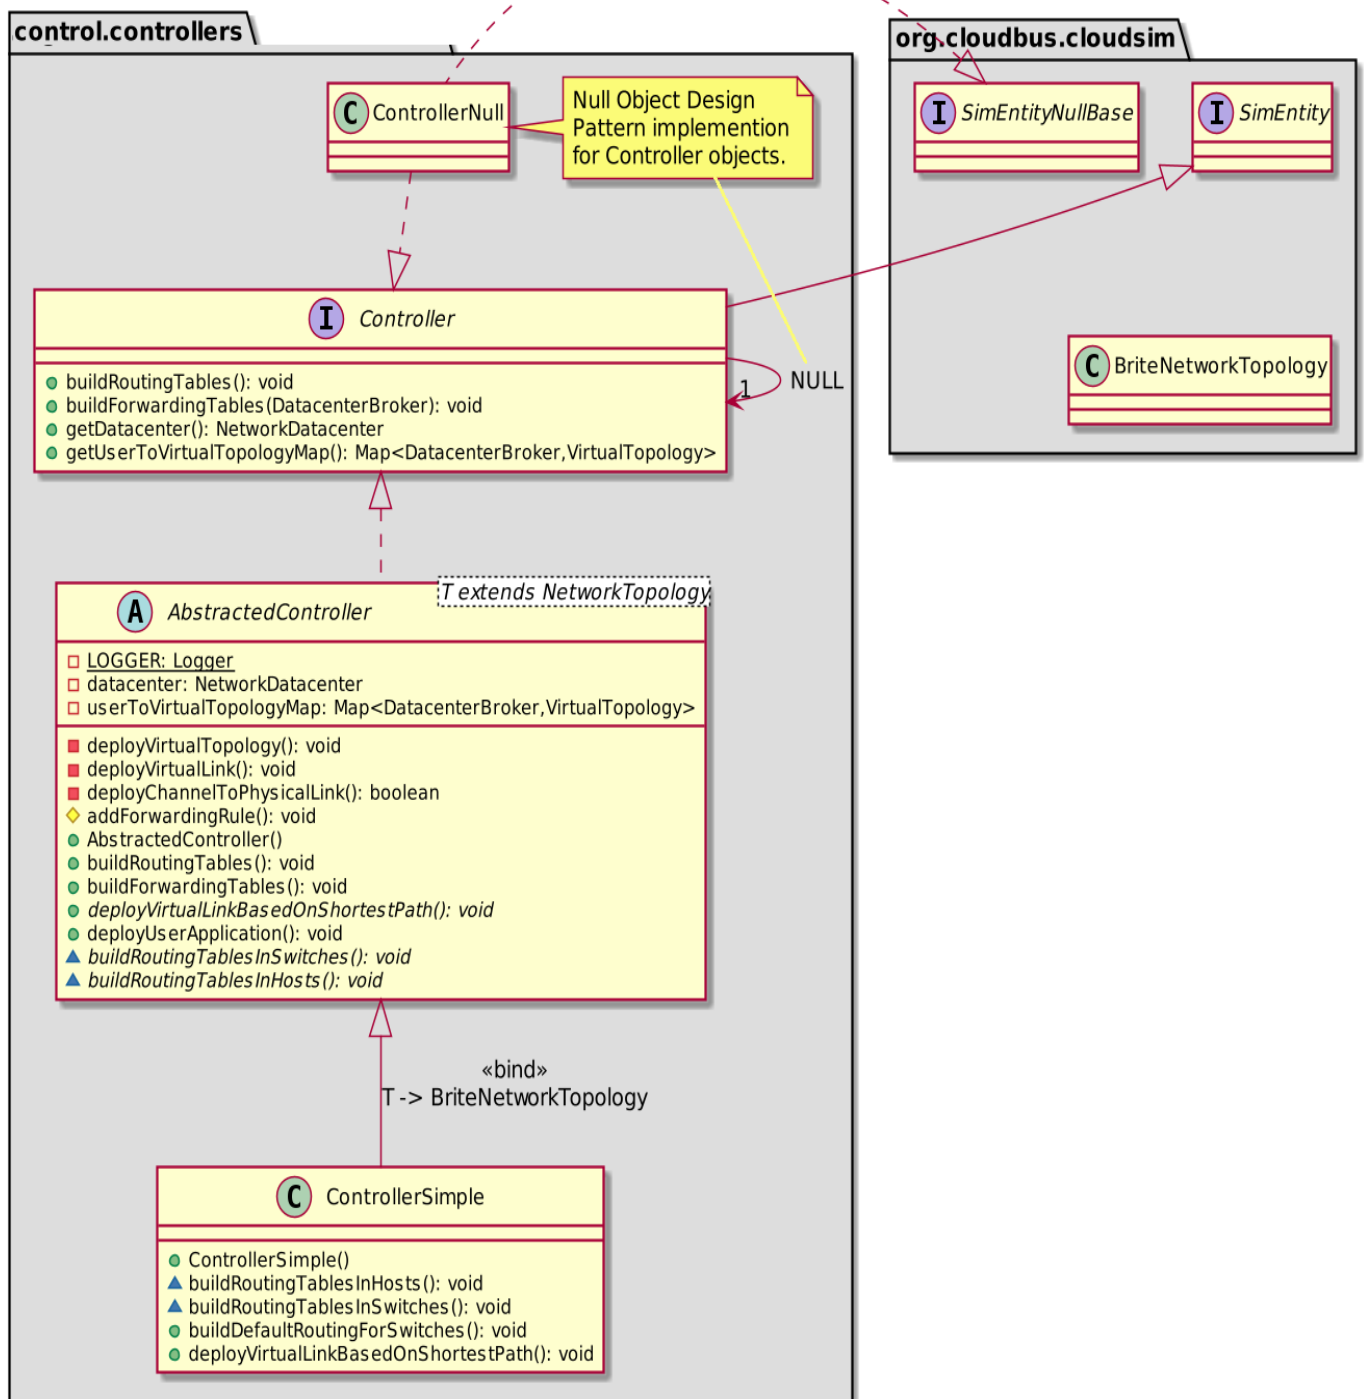 control.controllers
C ControllerNull
Null Object Design
Pattern implemention
for Controller objects.
I Controller
buildRoutingTables(): void
buildForwardingTables(DatacenterBroker): void
getDatacenter(): NetworkDatacenter
getUserToVirtualTopologyMap(): Map<DatacenterBroker,VirtualTopology>
1
NULL
T extends NetworkTopology
A AbstractedController
LOGGER: Logger
datacenter: NetworkDatacenter
userToVirtualTopologyMap: Map<DatacenterBroker,VirtualTopology>
deployVirtualTopology(): void
deployVirtualLink(): void
deployChannelToPhysicalLink(): boolean
addForwardingRule(): void
AbstractedController()
buildRoutingTables(): void
buildForwardingTables(): void
deployVirtualLinkBasedOnShortestPath(): void
deployUserApplication(): void
buildRoutingTablesInSwitches(): void
buildRoutingTablesInHosts(): void
«bind»
T -> BriteNetworkTopology
C ControllerSimple
ControllerSimple()
buildRoutingTablesInHosts(): void
buildRoutingTablesInSwitches(): void
buildDefaultRoutingForSwitches(): void
deployVirtualLinkBasedOnShortestPath(): void
org.cloudbus.cloudsim
I SimEntityNullBase
I SimEntity
C BriteNetworkTopology